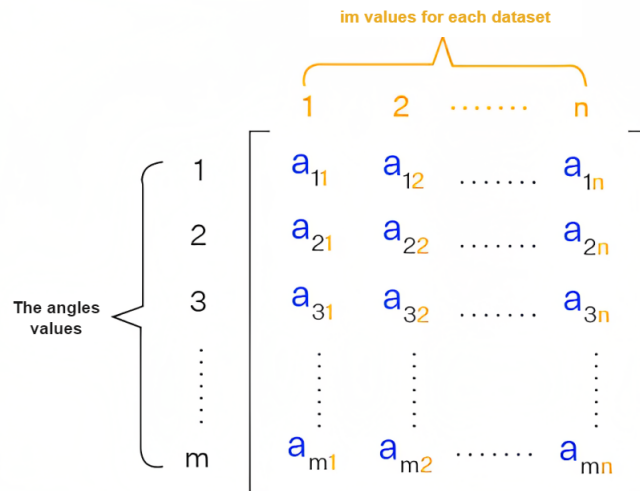 im values for each dataset
1 2 ........ n
1 a11 a12 ........ a1n
2 a21 a22 ........ a2n
The angles
values
3 a31 a32 ........ a3n
m am1 am2 ........ amn